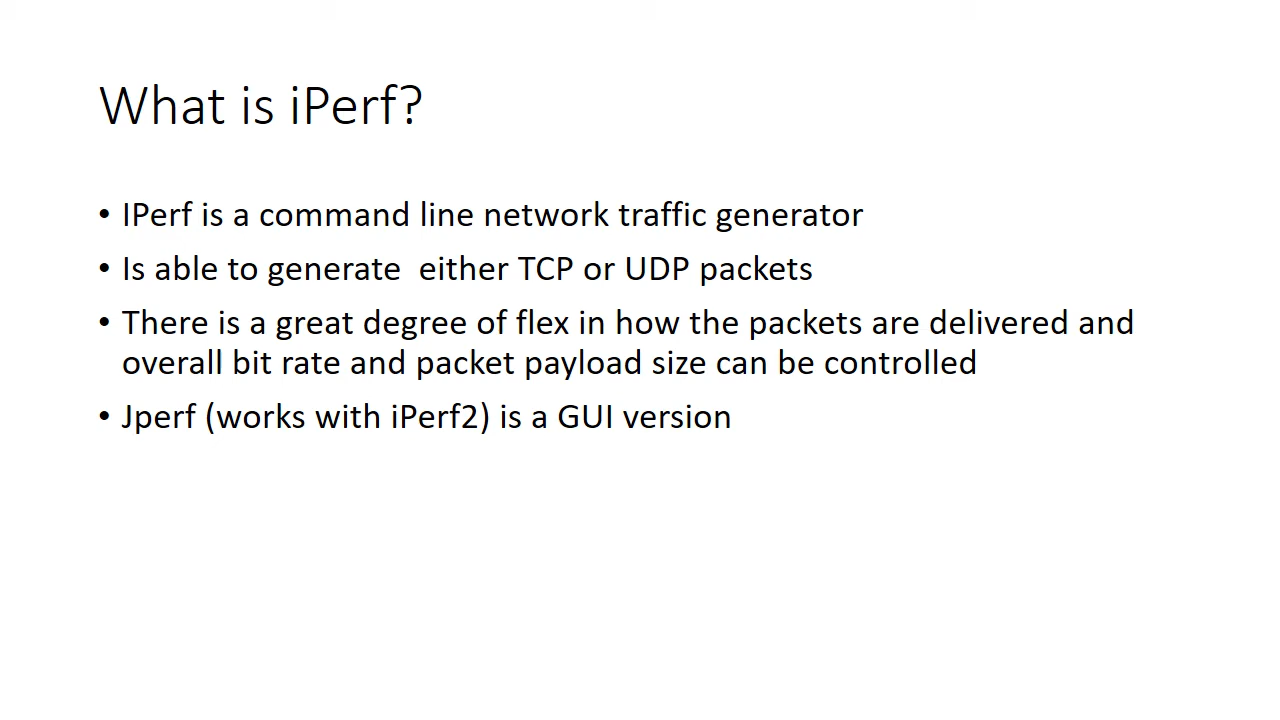 What is iPerf?
• IPerf is a command line network traffic generator
• Is able to generate  either TCP or UDP packets
• There is a great degree of flex in how the packets are delivered and
overall bit rate and packet payload size can be controlled
• Jperf (works with iPerf2) is a GUI version